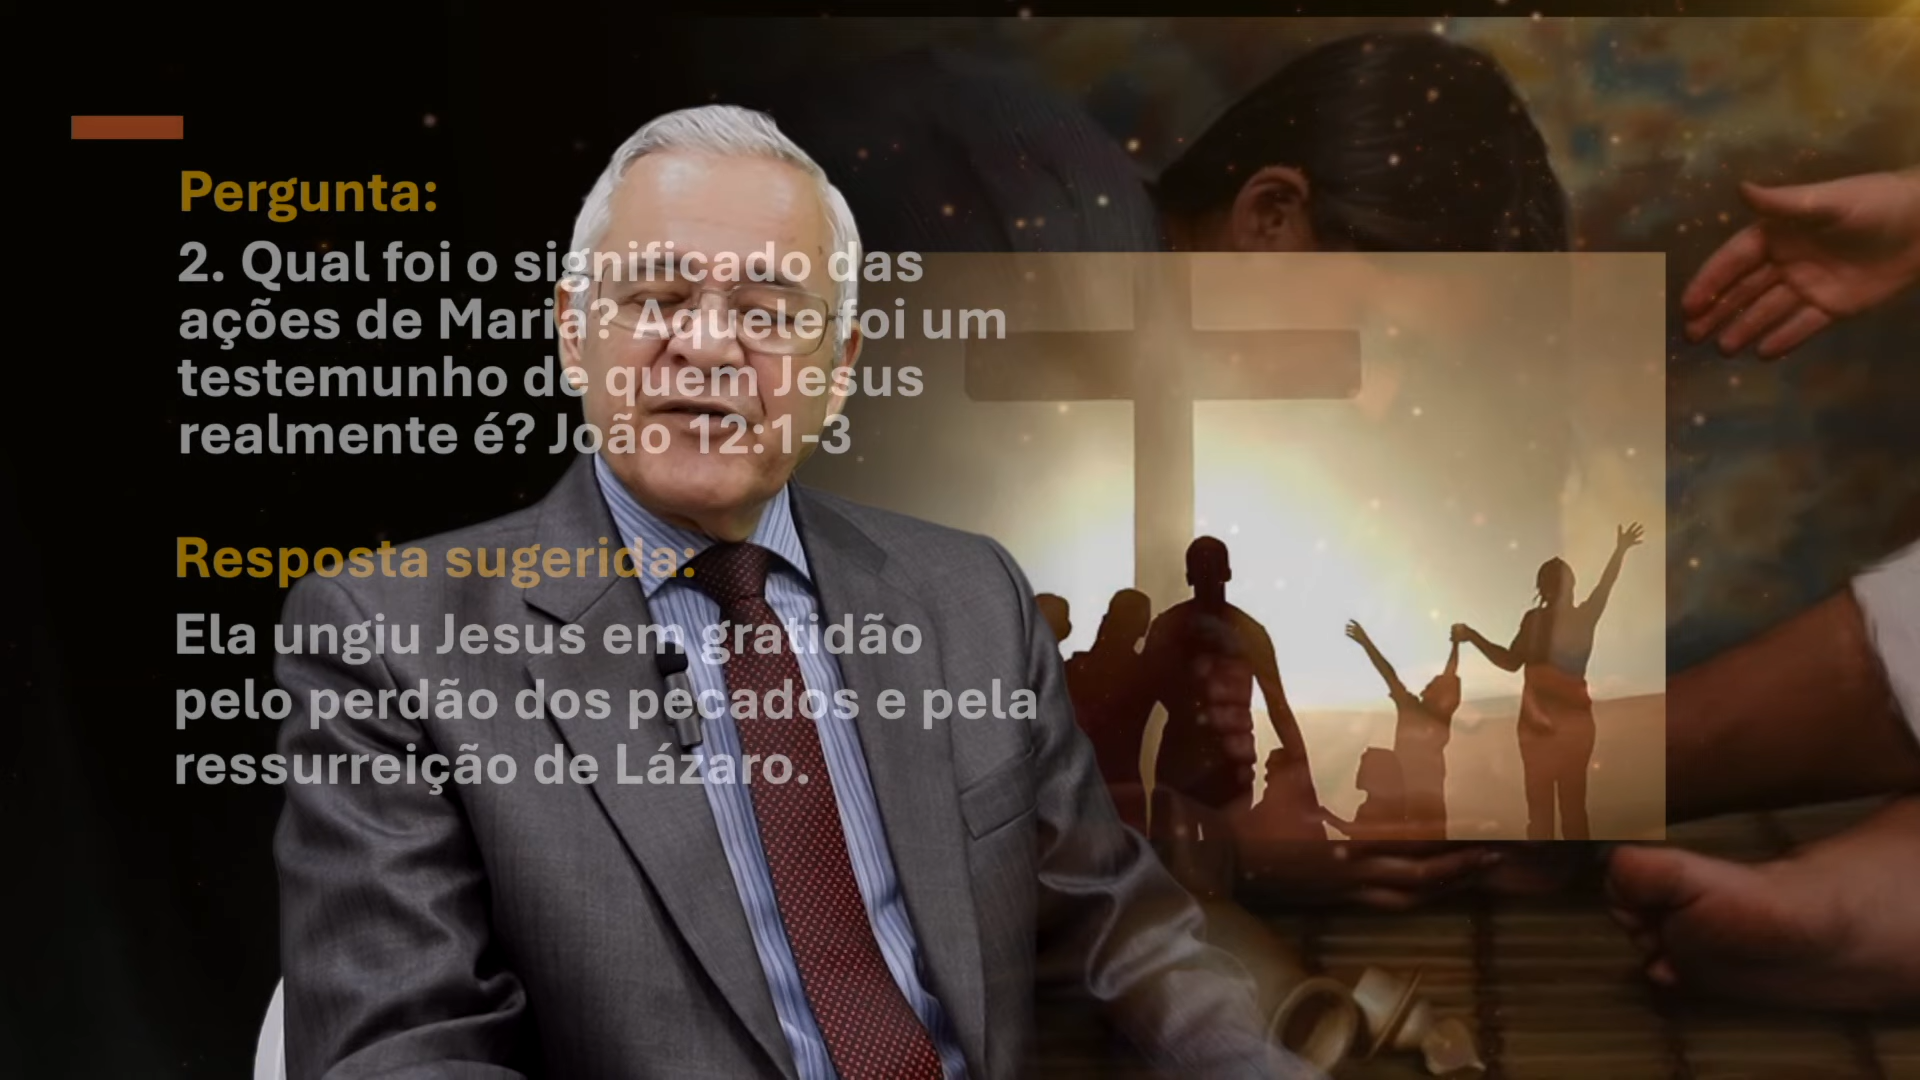 Pergunta:
2. Qual foi o significado das
ações de Maria? Aquele foi um
testemunho de quem Jesus
realmente é? João 12:1-3
Resposta sugerida:
Ela ungiu Jesus em gratidão
pelo perdão dos pecados e pela
ressurreição de Lázaro.